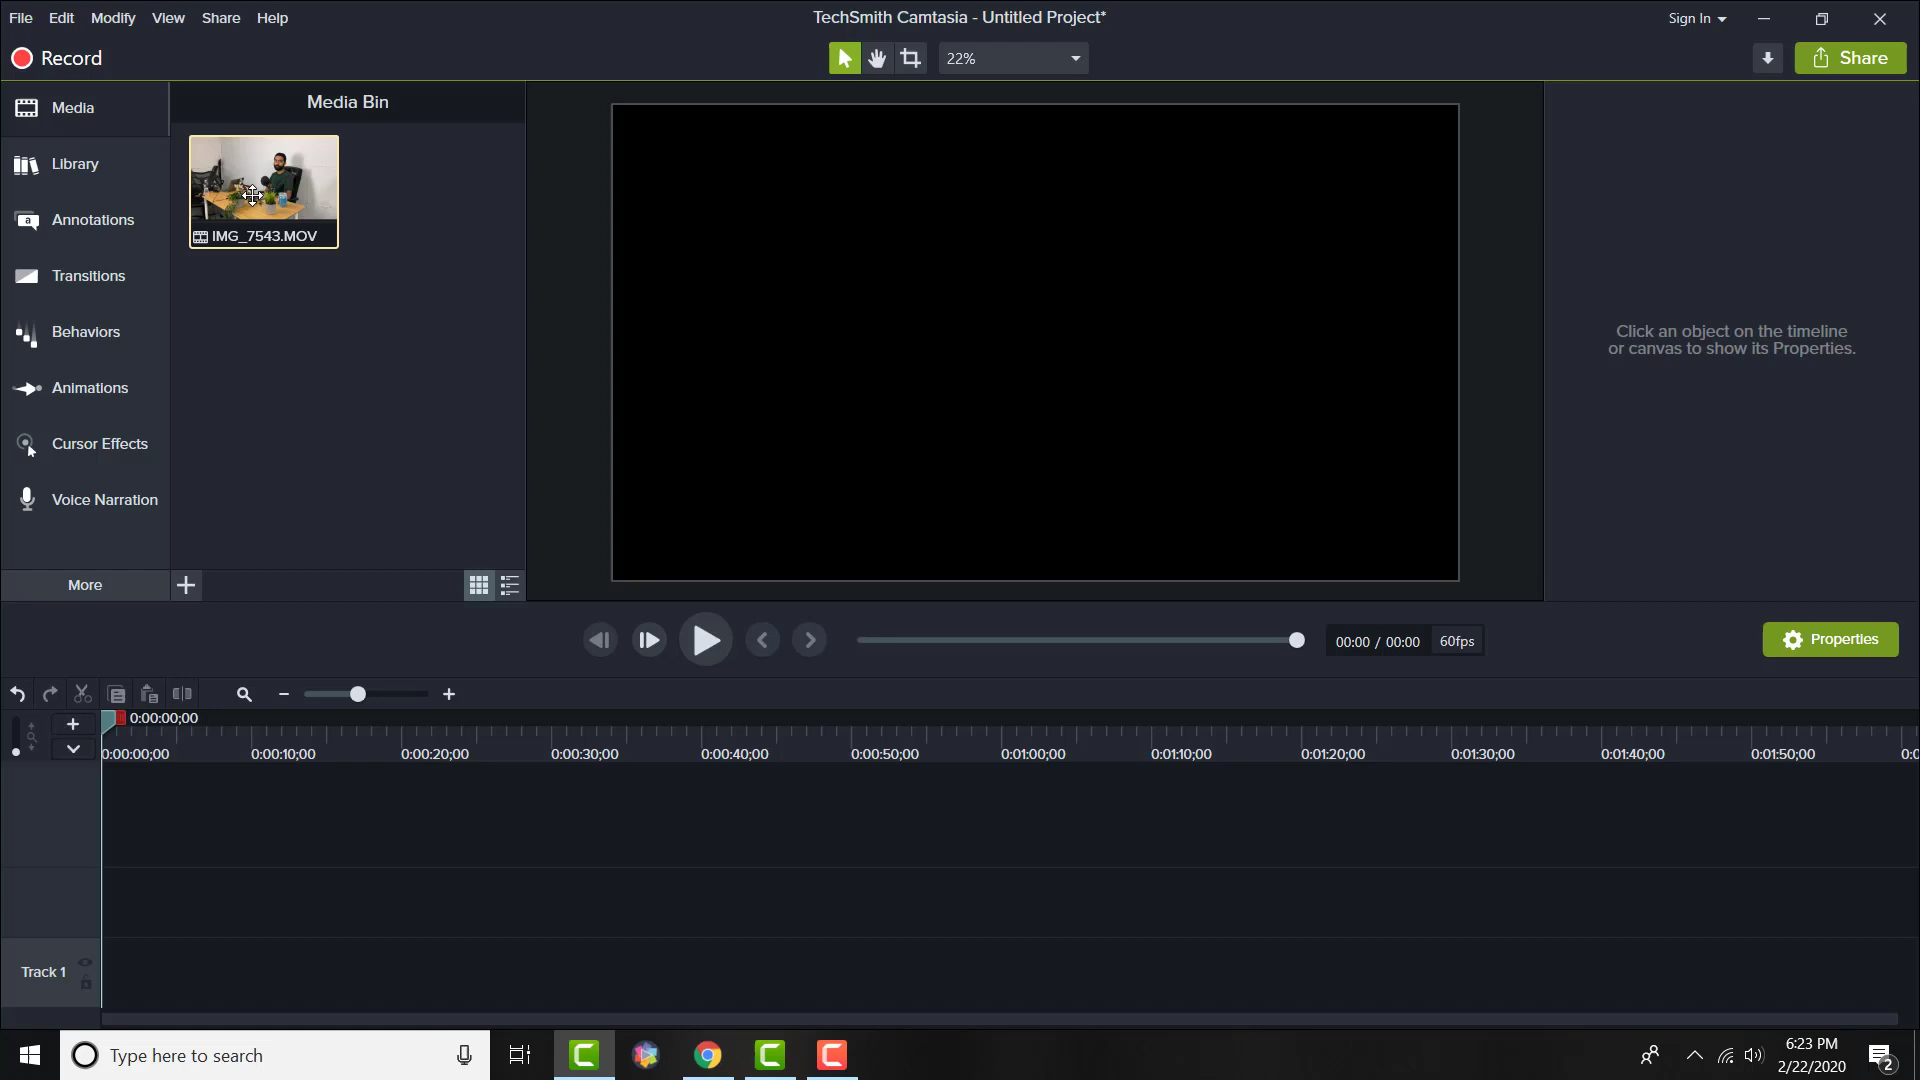 File Edit Modify View Share Help
TechSmith Camtasia - Untitled Project*
Sign In
Record
22%
Share
Media
Library
Annotations
Transitions
Behaviors
Animations
Cursor Effects
Voice Narration
More
Media Bin
IMG_7543.MOV
Click an object on the timeline
or canvas to show its Properties.
00:00 / 00:00 60fps
Properties
0:00:00;00
0:00:00;00 0:00:10;00 0:00:20;00 0:00:30;00 0:00:40;00 0:00:50;00 0:01:00;00 0:01:10;00 0:01:20;00 0:01:30;00 0:01:40;00 0:01:50;00
Track 1
Type here to search
6:23 PM
2/22/2020
2